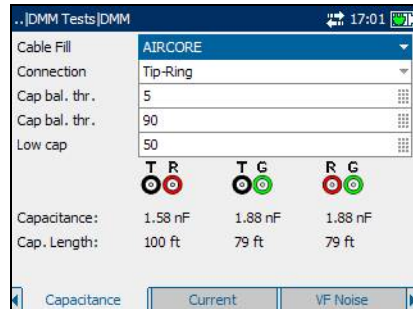 ..|DMM Tests|DMM 17:01
Cable Fill AIRCORE
Connection Tip-Ring
Cap bal. thr. 5
Cap bal. thr. 90
Low cap 50
T R T G R G
Capacitance: 1.58 nF 1.88 nF 1.88 nF
Cap. Length: 100 ft 79 ft 79 ft
Capacitance Current VF Noise